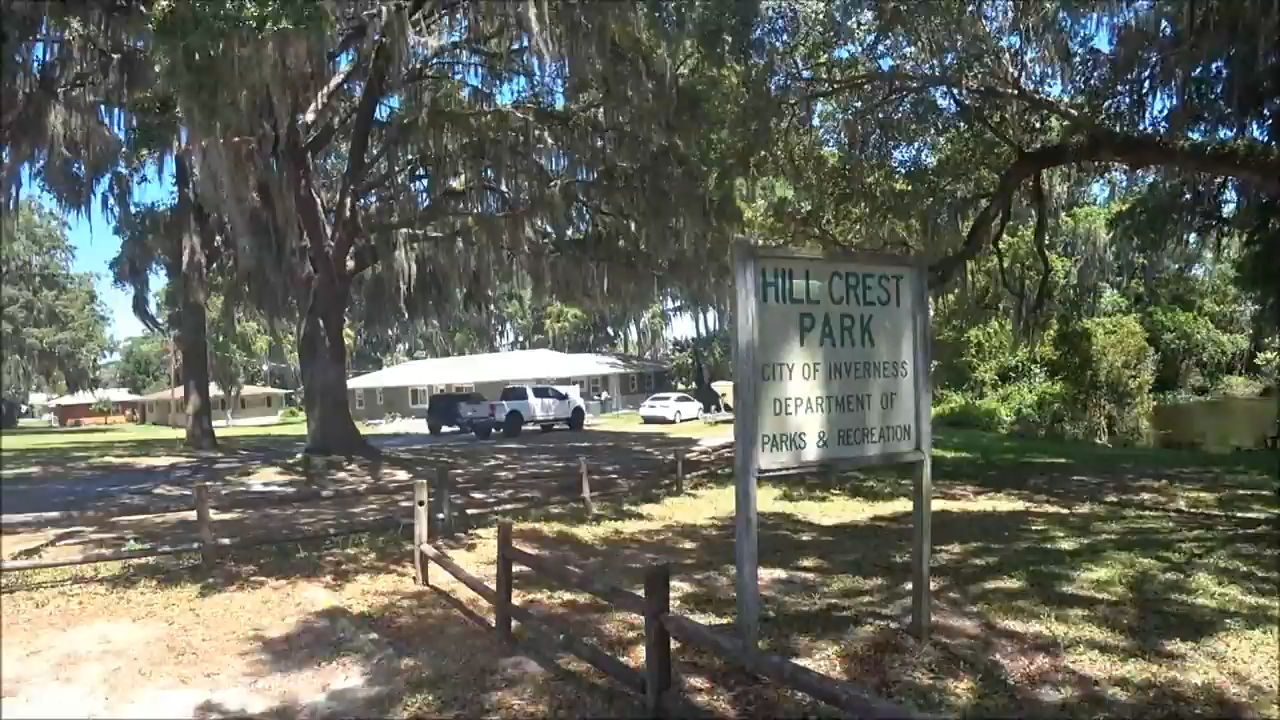 HILL CREST
PARK
CITY OF INVERNESS
DEPARTMENT OF
PARKS & RECREATION